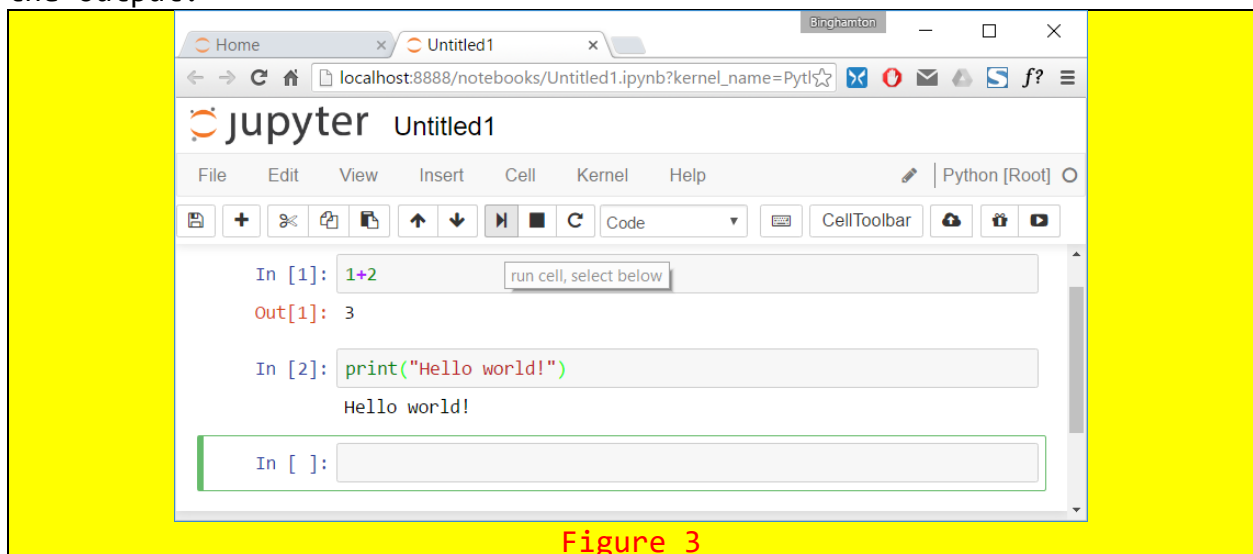 Binghamton
Home Untitled1
localhost:8888/notebooks/Untitled1.ipynb?kernel_name=Pytl f?
jupyter Untitled1
File Edit View Insert Cell Kernel Help Python [Root]
Code CellToolbar
In [1]: 1+2
run cell, select below
Out[1]: 3
In [2]: print("Hello world!")
Hello world!
In [ ]:
Figure 3